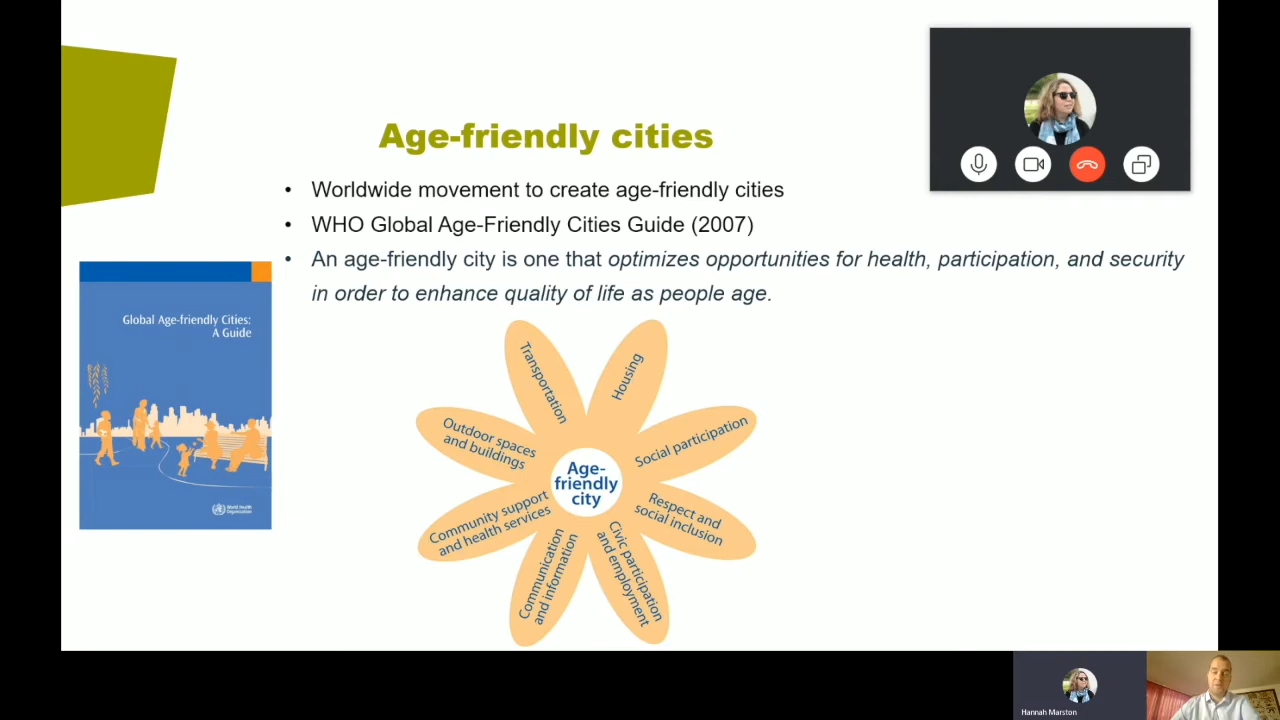 Age-friendly cities
• Worldwide movement to create age-friendly cities
• WHO Global Age-Friendly Cities Guide (2007)
• An age-friendly city is one that optimizes opportunities for health, participation, and security
in order to enhance quality of life as people age.
Global Age-friendly Cities:
A Guide
World Health
Organization
Transportation
Housing
Outdoor spaces
and buildings
Social participation
Age-
friendly
city
Community support
and health services
Respect and
social inclusion
Communication
and information
Civic participation
and employment
Hannah Marston